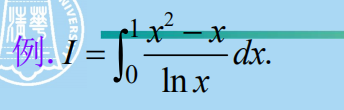 例. I = ∫₀¹ (x² − x)/(ln x) dx.